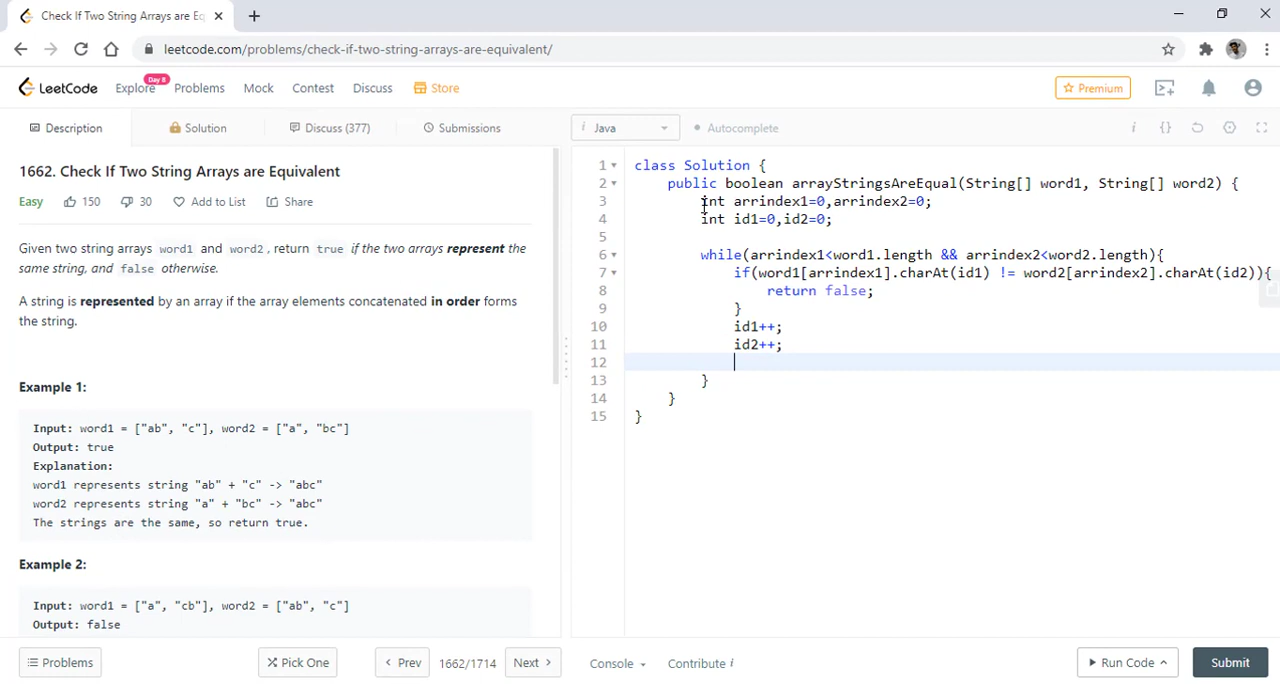 Check If Two String Arrays are Eq
leetcode.com/problems/check-if-two-string-arrays-are-equivalent/
LeetCode
Explore
Day 8
Problems
Mock
Contest
Discuss
Store
Premium
Description
Solution
Discuss (377)
Submissions
i Java
Autocomplete
i {}
1662. Check If Two String Arrays are Equivalent
Easy
150
30
Add to List
Share
Given two string arrays word1 and word2, return true if the two arrays represent the
same string, and false otherwise.
A string is represented by an array if the array elements concatenated in order forms
the string.
Example 1:
Input: word1 = ["ab", "c"], word2 = ["a", "bc"]
Output: true
Explanation:
word1 represents string "ab" + "c" -> "abc"
word2 represents string "a" + "bc" -> "abc"
The strings are the same, so return true.
Example 2:
Input: word1 = ["a", "cb"], word2 = ["ab", "c"]
Output: false
1 class Solution {
2 public boolean arrayStringsAreEqual(String[] word1, String[] word2) {
3 int arrindex1=0,arrindex2=0;
4 int id1=0,id2=0;
5
6 while(arrindex1<word1.length && arrindex2<word2.length){
7 if(word1[arrindex1].charAt(id1) != word2[arrindex2].charAt(id2)){
8 return false;
9 }
10 id1++;
11 id2++;
12
13 }
14 }
15 }
Problems
Pick One
Prev
1662/1714
Next
Console
Contribute i
Run Code
Submit